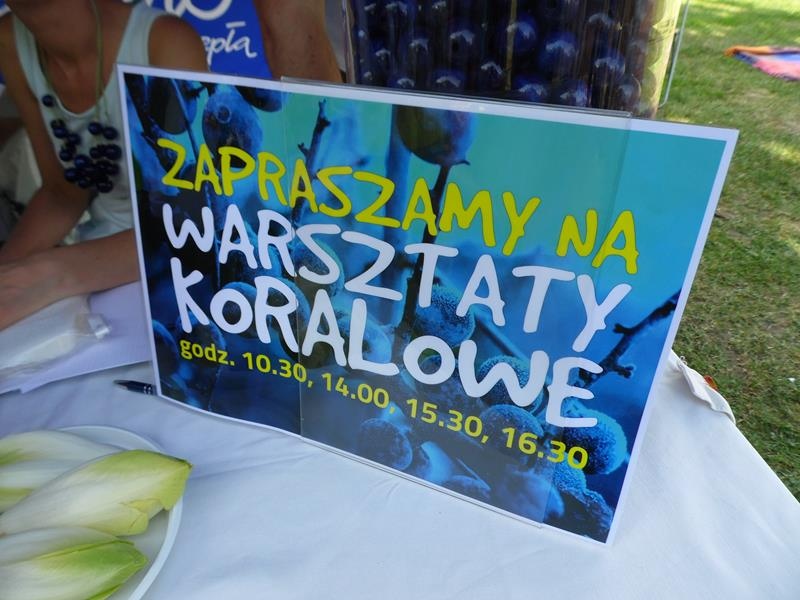 ZAPRASZAMY NA
WARSZTATY
KORALOWE
godz. 10.30, 14.00, 15.30, 16.30